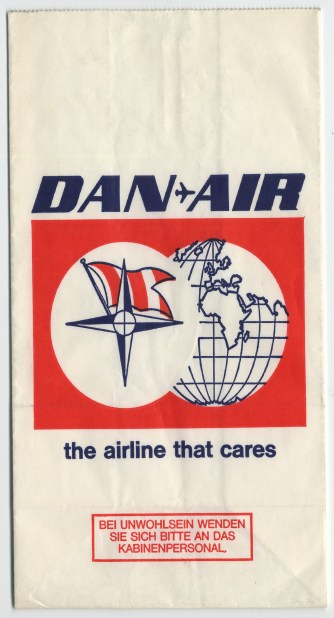 DAN AIR
the airline that cares
BEI UNWOHLSEIN WENDEN
SIE SICH BITTE AN DAS
KABINENPERSONAL.